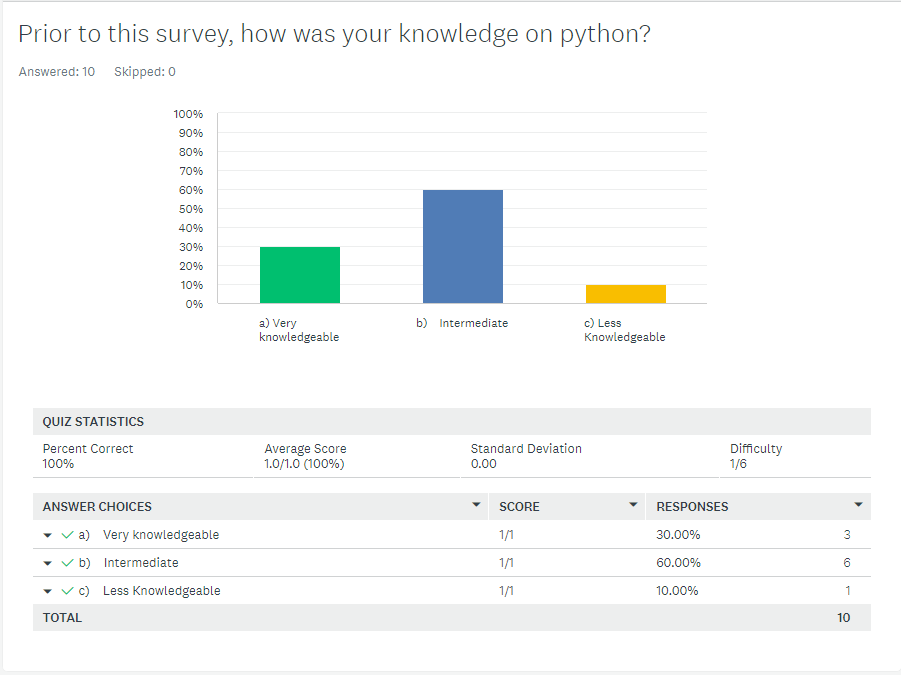 Prior to this survey, how was your knowledge on python?
Answered: 10 Skipped: 0
100%
90%
80%
70%
60%
50%
40%
30%
20%
10%
0%
a) Very
knowledgeable
b) Intermediate
c) Less
Knowledgeable
QUIZ STATISTICS
Percent Correct Average Score Standard Deviation Difficulty
100% 1.0/1.0 (100%) 0.00 1/6
ANSWER CHOICES SCORE RESPONSES
a) Very knowledgeable 1/1 30.00% 3
b) Intermediate 1/1 60.00% 6
c) Less Knowledgeable 1/1 10.00% 1
TOTAL 10